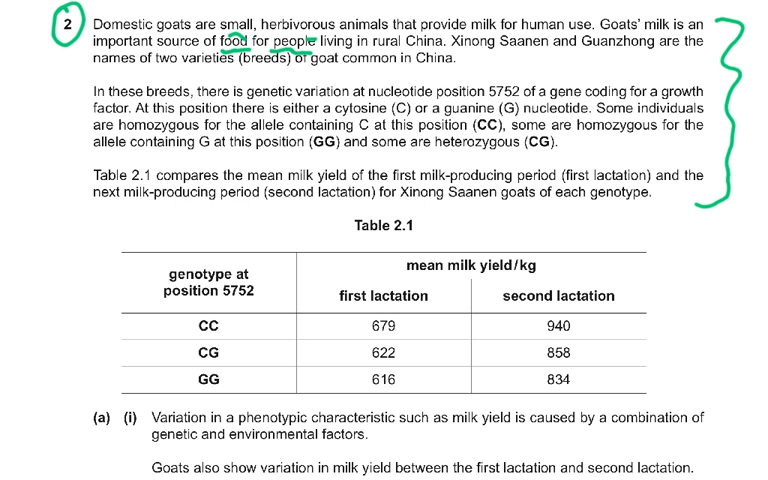 2 Domestic goats are small, herbivorous animals that provide milk for human use. Goats' milk is an
important source of food for people living in rural China. Xinong Saanen and Guanzhong are the
names of two varieties (breeds) of goat common in China.
In these breeds, there is genetic variation at nucleotide position 5752 of a gene coding for a growth
factor. At this position there is either a cytosine (C) or a guanine (G) nucleotide. Some individuals
are homozygous for the allele containing C at this position (CC), some are homozygous for the
allele containing G at this position (GG) and some are heterozygous (CG).
Table 2.1 compares the mean milk yield of the first milk-producing period (first lactation) and the
next milk-producing period (second lactation) for Xinong Saanen goats of each genotype.
Table 2.1
genotype at
position 5752
mean milk yield/kg
first lactation second lactation
CC 679 940
CG 622 858
GG 616 834
(a) (i) Variation in a phenotypic characteristic such as milk yield is caused by a combination of
genetic and environmental factors.
Goats also show variation in milk yield between the first lactation and second lactation.